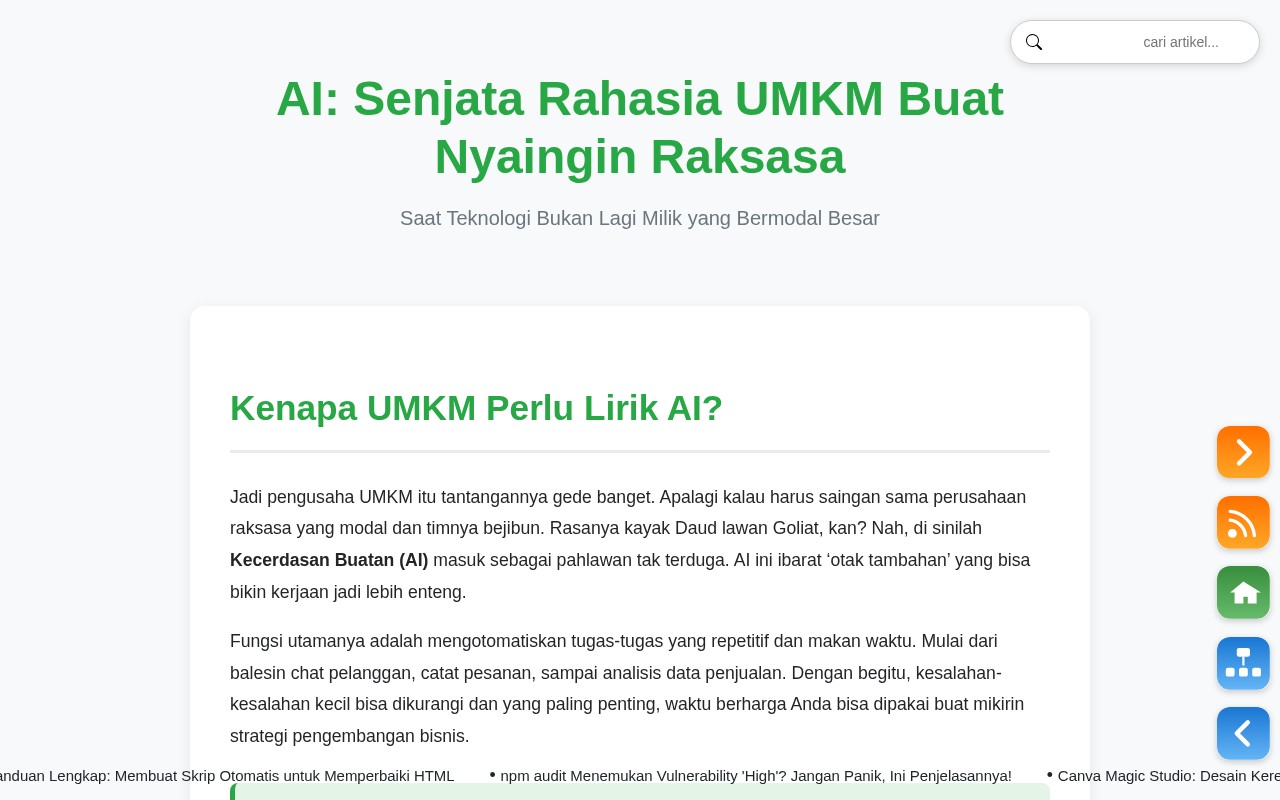 cari artikel...
AI: Senjata Rahasia UMKM Buat
Nyaingin Raksasa
Saat Teknologi Bukan Lagi Milik yang Bermodal Besar
Kenapa UMKM Perlu Lirik AI?
Jadi pengusaha UMKM itu tantangannya gede banget. Apalagi kalau harus saingan sama perusahaan
raksasa yang modal dan timnya bejibun. Rasanya kayak Daud lawan Goliat, kan? Nah, di sinilah
Kecerdasan Buatan (AI) masuk sebagai pahlawan tak terduga. AI ini ibarat ‘otak tambahan’ yang bisa
bikin kerjaan jadi lebih enteng.
Fungsi utamanya adalah mengotomatiskan tugas-tugas yang repetitif dan makan waktu. Mulai dari
balesin chat pelanggan, catat pesanan, sampai analisis data penjualan. Dengan begitu, kesalahan-
kesalahan kecil bisa dikurangi dan yang paling penting, waktu berharga Anda bisa dipakai buat mikirin
strategi pengembangan bisnis.
anduan Lengkap: Membuat Skrip Otomatis untuk Memperbaiki HTML • npm audit Menemukan Vulnerability 'High'? Jangan Panik, Ini Penjelasannya! • Canva Magic Studio: Desain Kere